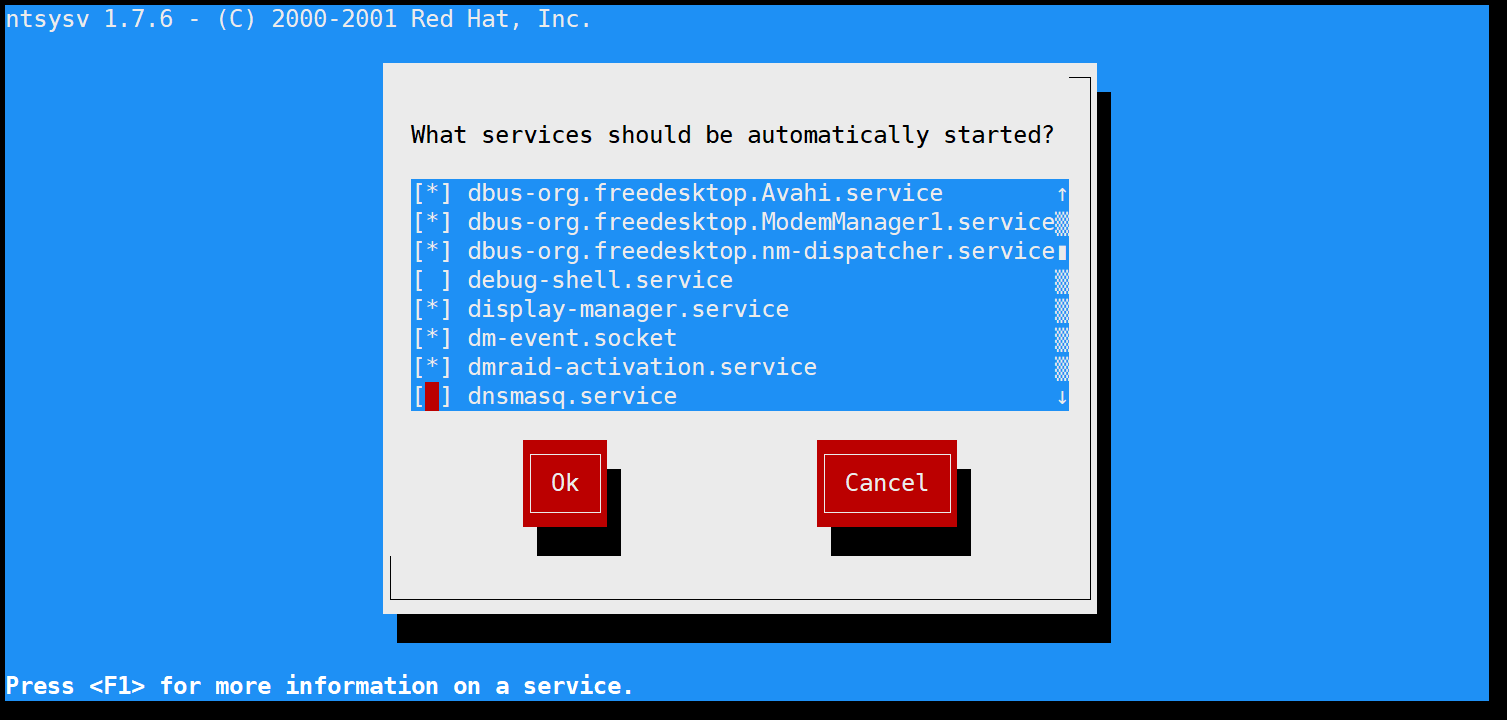 ntsysv 1.7.6 - (C) 2000-2001 Red Hat, Inc.
What services should be automatically started?
[*] dbus-org.freedesktop.Avahi.service ↑
[*] dbus-org.freedesktop.ModemManager1.service▒
[*] dbus-org.freedesktop.nm-dispatcher.service▮
[ ] debug-shell.service ▒
[*] display-manager.service ▒
[*] dm-event.socket ▒
[*] dmraid-activation.service ▒
[ ] dnsmasq.service ↓
Ok Cancel
Press <F1> for more information on a service.